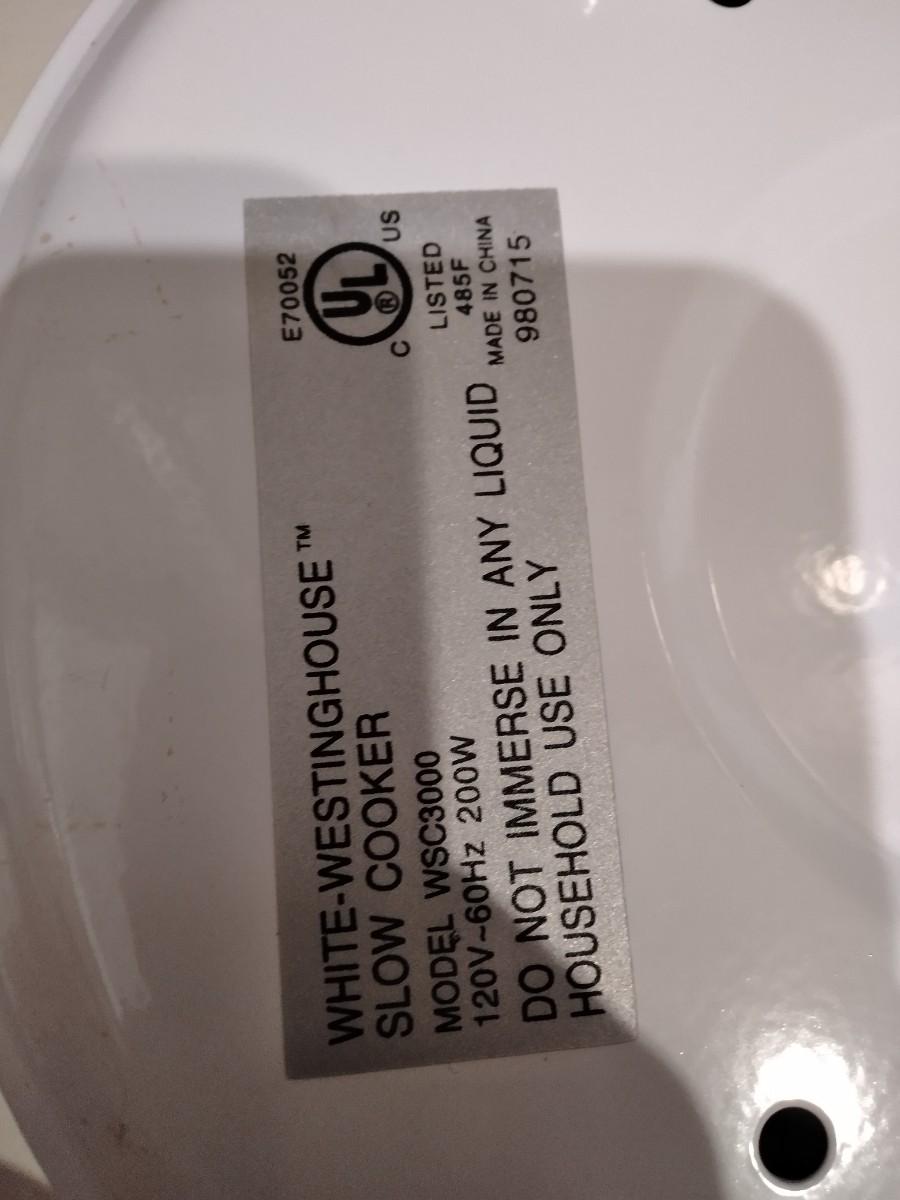 WHITE-WESTINGHOUSE™
SLOW COOKER
MODEL WSC3000
120V~60Hz 200W
DO NOT IMMERSE IN ANY LIQUID
HOUSEHOLD USE ONLY
E70052
UL ®
C US
LISTED
485F
MADE IN CHINA
980715